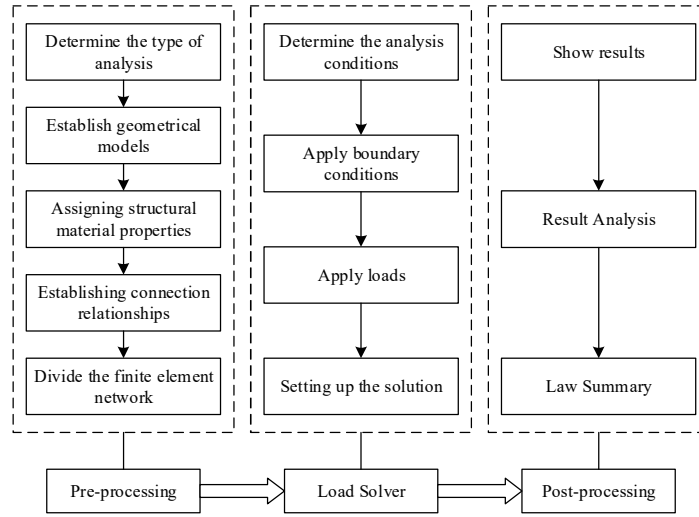 Determine the type of
analysis
Establish geometrical
models
Assigning structural
material properties
Establishing connection
relationships
Divide the finite element
network
Pre-processing
Determine the analysis
conditions
Apply boundary
conditions
Apply loads
Setting up the solution
Load Solver
Show results
Result Analysis
Law Summary
Post-processing